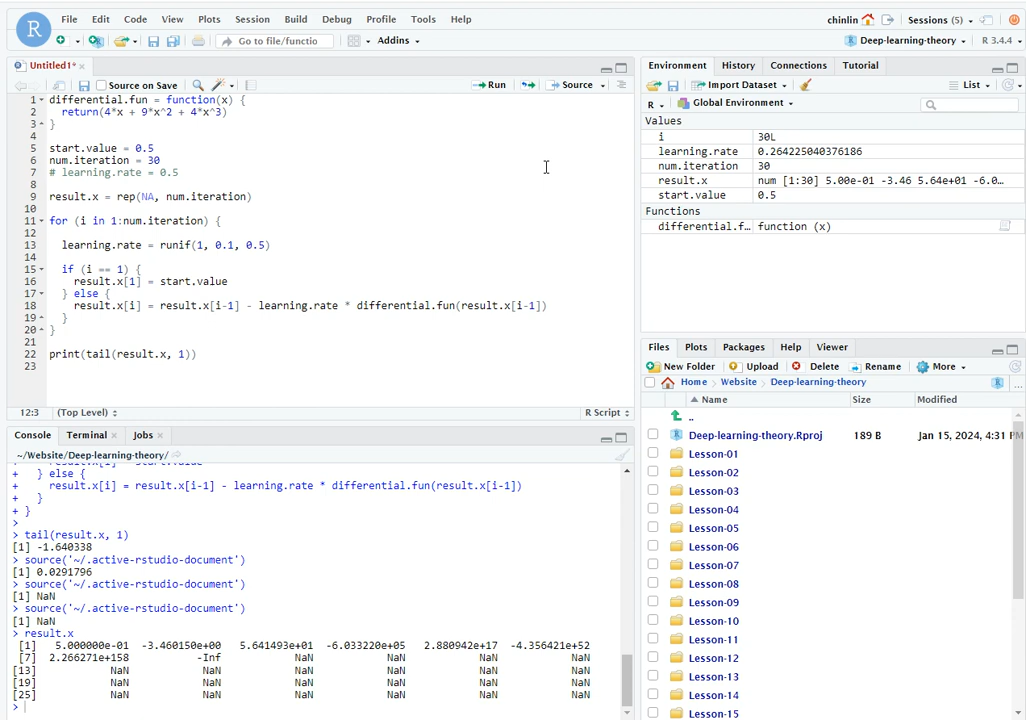 R File Edit Code View Plots Session Build Debug Profile Tools Help chinlin Sessions (5)
Go to file/functio Addins Deep-learning-theory R 3.4.4
Untitled1*
Source on Save Run Source
1 differential.fun = function(x) {
2 return(4*x + 9*x^2 + 4*x^3)
3 }
4
5 start.value = 0.5
6 num.iteration = 30
7 # learning.rate = 0.5
8
9 result.x = rep(NA, num.iteration)
10
11 for (i in 1:num.iteration) {
12
13 learning.rate = runif(1, 0.1, 0.5)
14
15 if (i == 1) {
16 result.x[1] = start.value
17 } else {
18 result.x[i] = result.x[i-1] - learning.rate * differential.fun(result.x[i-1])
19 }
20 }
21
22 print(tail(result.x, 1))
23
12:3 (Top Level) R Script
Console Terminal Jobs
~/Website/Deep-learning-theory/
+ result.x[1] = start.value
+ } else {
+ result.x[i] = result.x[i-1] - learning.rate * differential.fun(result.x[i-1])
+ }
+ }
>
> tail(result.x, 1)
[1] -1.640338
> source('~/.active-rstudio-document')
[1] 0.0291796
> source('~/.active-rstudio-document')
[1] NaN
> source('~/.active-rstudio-document')
[1] NaN
> result.x
[1] 5.000000e-01 -3.460150e+00 5.641493e+01 -6.033220e+05 2.880942e+17 -4.356421e+52
[7] 2.266271e+158 -Inf NaN NaN NaN NaN
[13] NaN NaN NaN NaN NaN NaN
[19] NaN NaN NaN NaN NaN NaN
[25] NaN NaN NaN NaN NaN NaN
>
Environment History Connections Tutorial
Import Dataset List
R Global Environment
Values
i 30L
learning.rate 0.264225040376186
num.iteration 30
result.x num [1:30] 5.00e-01 -3.46 5.64e+01 -6.0...
start.value 0.5
Functions
differential.f... function (x)
Files Plots Packages Help Viewer
New Folder Upload Delete Rename More
Home Website Deep-learning-theory ...
Name Size Modified
..
Deep-learning-theory.Rproj 189 B Jan 15, 2024, 4:31 PM
Lesson-01
Lesson-02
Lesson-03
Lesson-04
Lesson-05
Lesson-06
Lesson-07
Lesson-08
Lesson-09
Lesson-10
Lesson-11
Lesson-12
Lesson-13
Lesson-14
Lesson-15